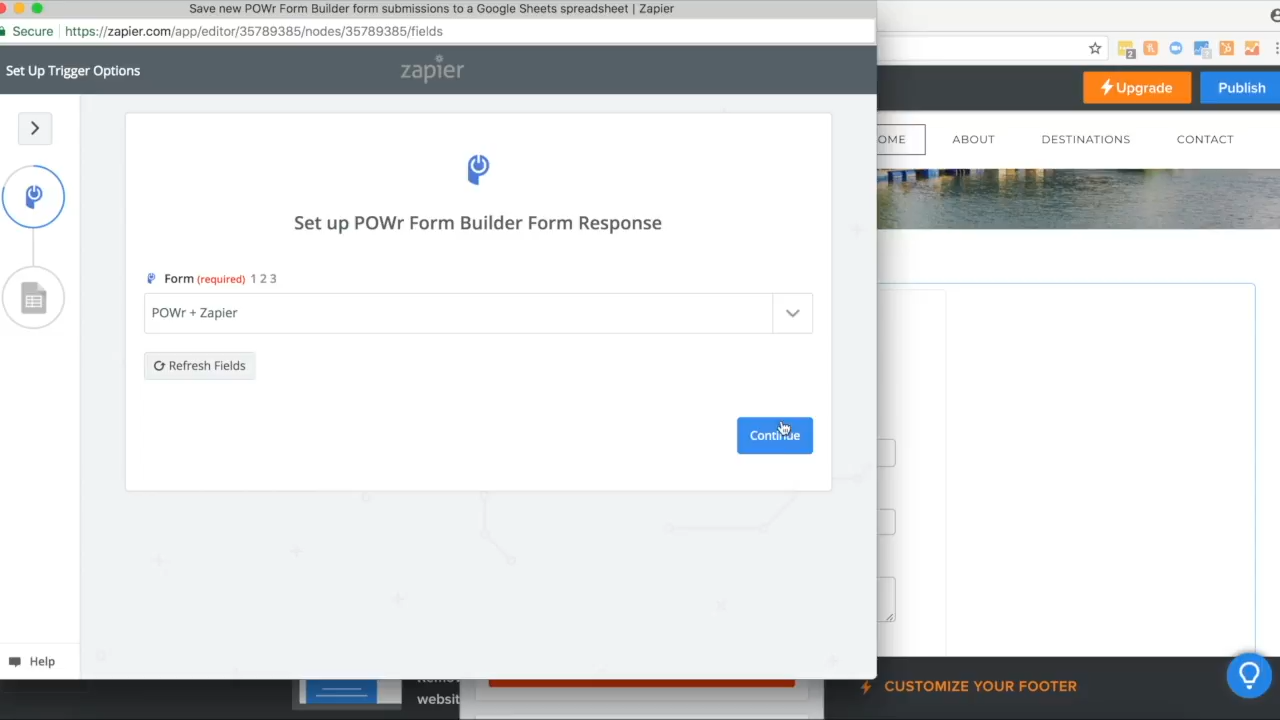 Save new POWr Form Builder form submissions to a Google Sheets spreadsheet | Zapier
Secure
https://zapier.com/app/editor/35789385/nodes/35789385/fields
Set Up Trigger Options
zapier
Upgrade
Publish
OME
ABOUT
DESTINATIONS
CONTACT
Set up POWr Form Builder Form Response
Form (required) 1 2 3
POWr + Zapier
Refresh Fields
Continue
Help
website
CUSTOMIZE YOUR FOOTER
2